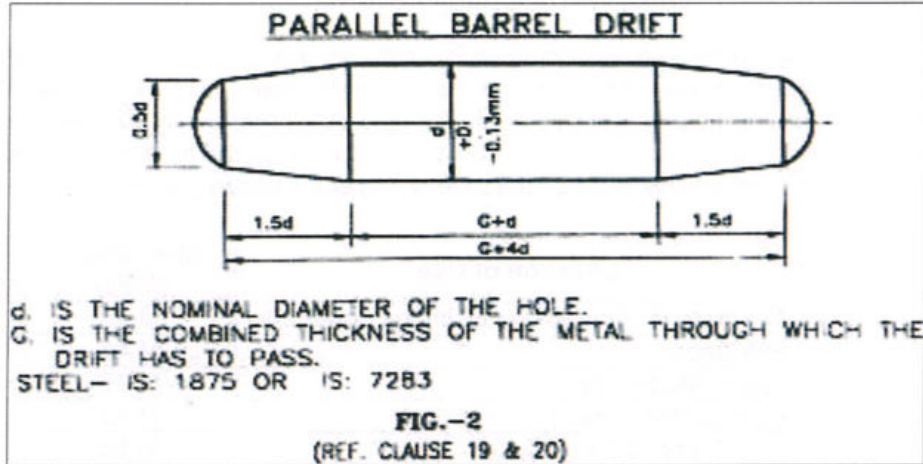 PARALLEL BARREL DRIFT
0.5d
d
-0.13mm
1.5d
G+d
1.5d
G+4d
d. IS THE NOMINAL DIAMETER OF THE HOLE.
G. IS THE COMBINED THICKNESS OF THE METAL THROUGH WHICH THE
DRIFT HAS TO PASS.
STEEL- IS: 1875 OR IS: 7283
FIG.-2
(REF. CLAUSE 19 & 20)